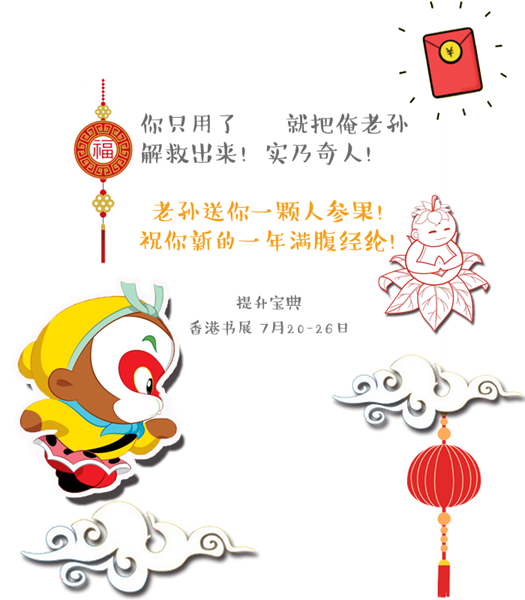 ¥
福
你只用了 就把俺老孙
解救出来! 实乃奇人!
老孙送你一颗人参果!
祝你新的一年满腹经纶!
提升宝典
香港书展 7月20-26日